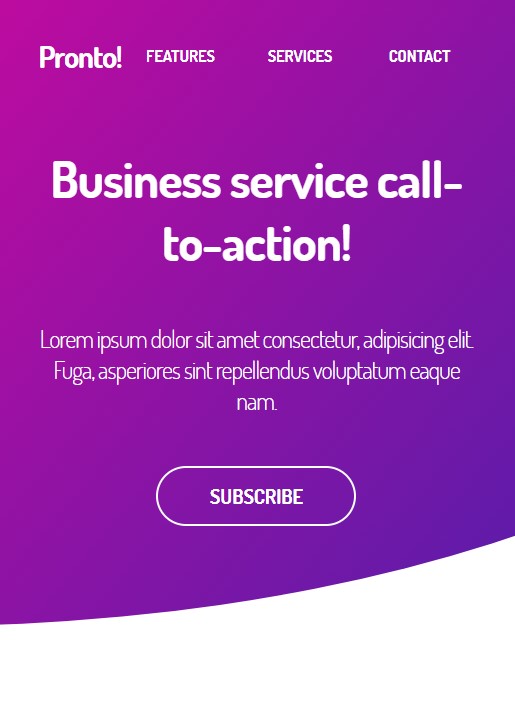 Pronto! FEATURES SERVICES CONTACT
Business service call-
to-action!
Lorem ipsum dolor sit amet consectetur, adipisicing elit.
Fuga, asperiores sint repellendus voluptatum eaque
nam.
SUBSCRIBE